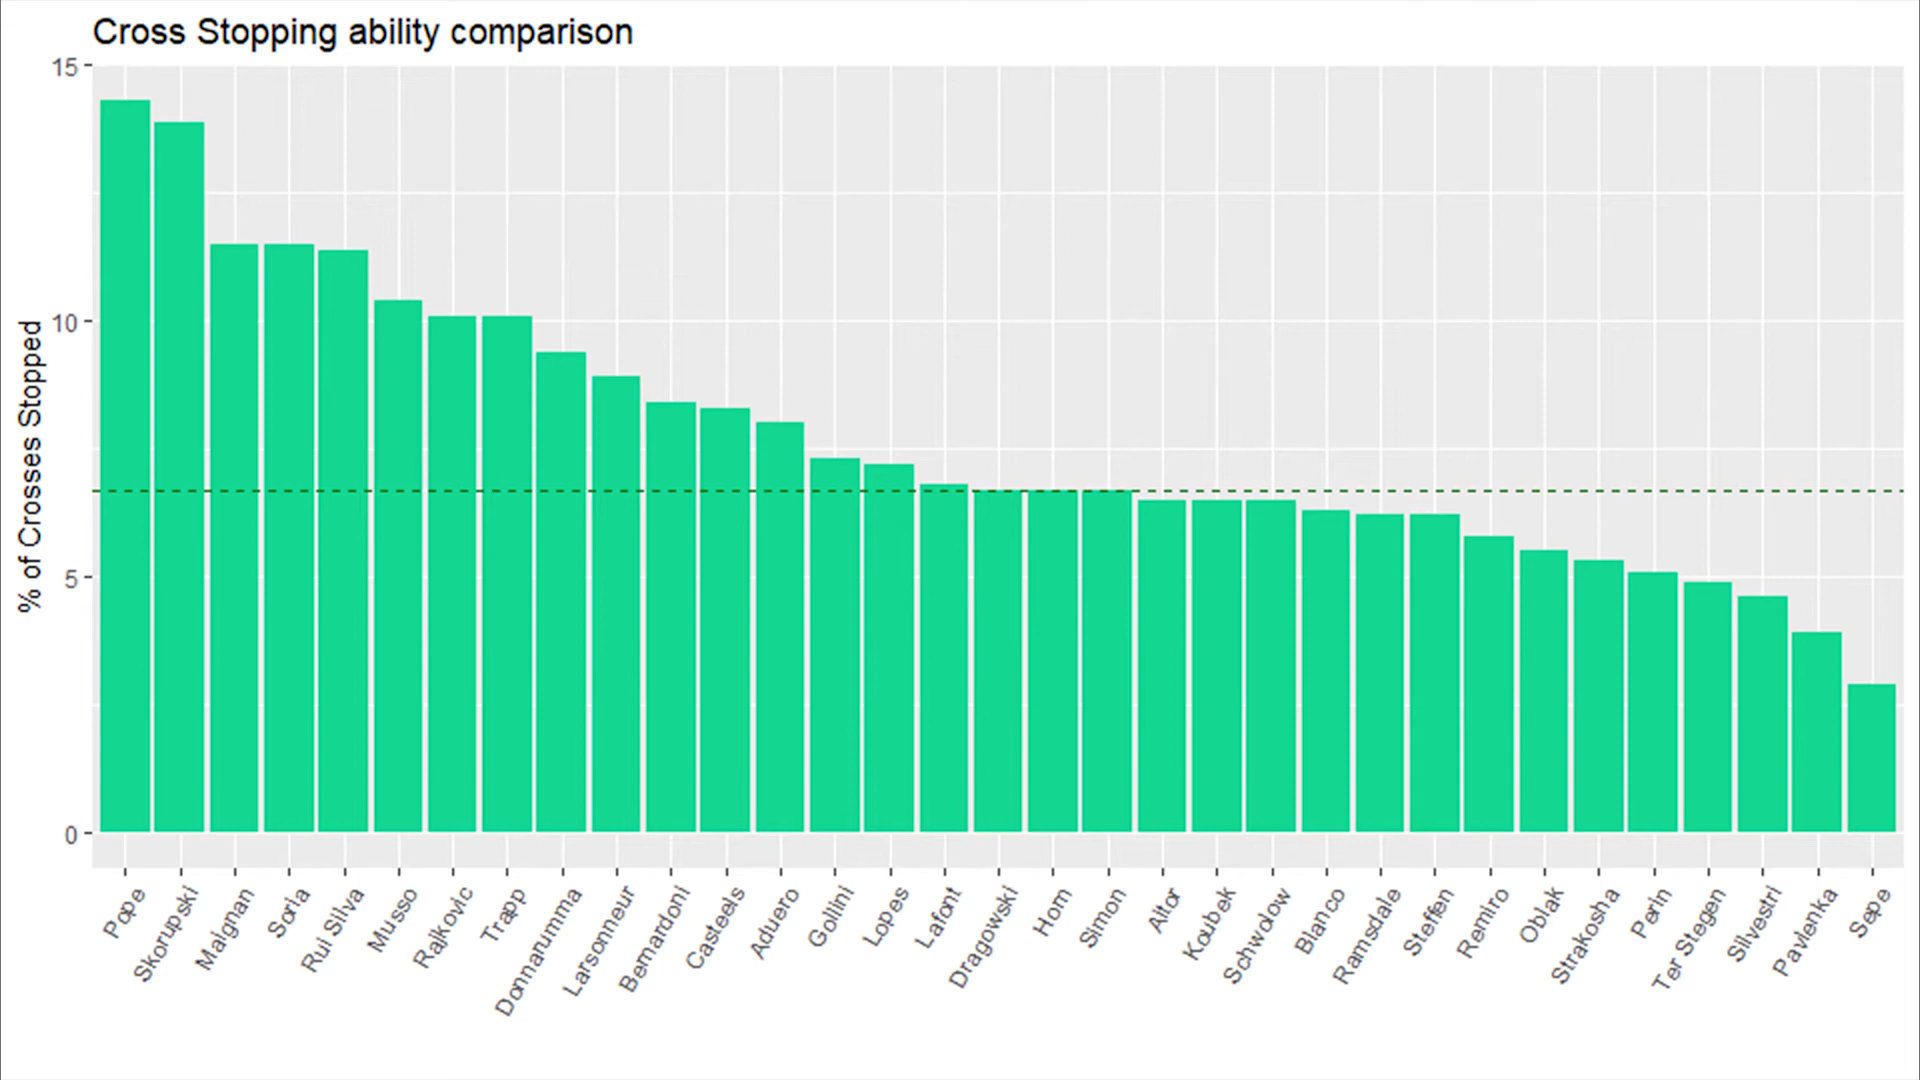 Cross Stopping ability comparison
% of Crosses Stopped
15
10
5
0
Pope
Skorupski
Maignan
Soria
Rui Silva
Musso
Rajkovic
Trapp
Donnarumma
Larsonneur
Bernardoni
Casteels
Aduero
Gollini
Lopes
Lafont
Dragowski
Horn
Simon
Altor
Koubek
Schwolow
Blanco
Ramsdale
Steffen
Remiro
Oblak
Strakosha
Perin
Ter Stegen
Silvestri
Pavlenka
Sepe